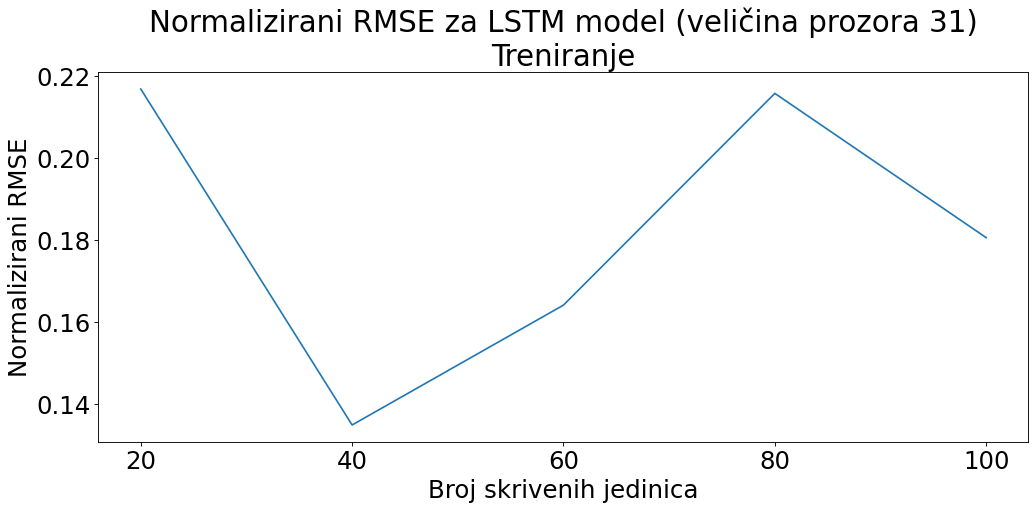 Normalizirani RMSE za LSTM model (veličina prozora 31)
Treniranje
Normalizirani RMSE
0.22
0.20
0.18
0.16
0.14
20 40 60 80 100
Broj skrivenih jedinica